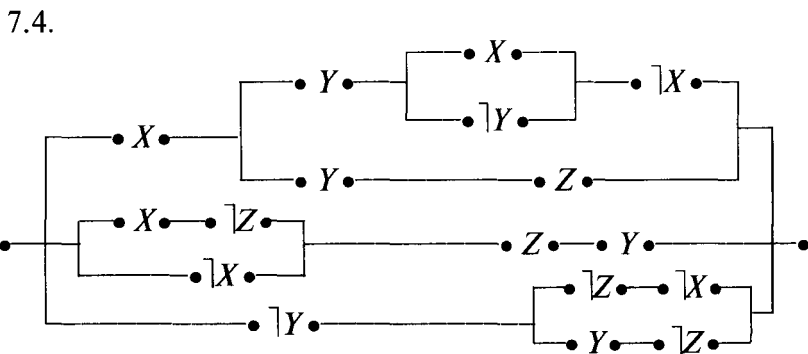 7.4.
X
Y X ⌉X
⌉Y
X
Y Z
X ⌉Z
Z Y
⌉X
⌉Z ⌉X
⌉Y
Y ⌉Z